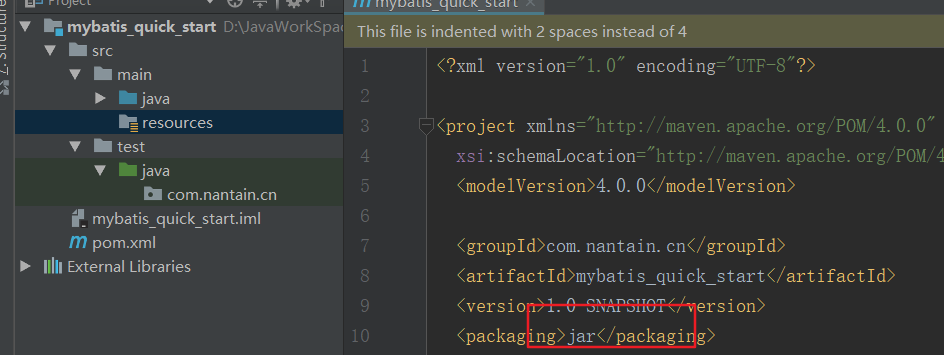 Project
mybatis_quick_start D:\JavaWorkSpac
src
main
java
resources
test
java
com.nantain.cn
mybatis_quick_start.iml
pom.xml
External Libraries
Z: Structure
mybatis_quick_start
This file is indented with 2 spaces instead of 4
1 <?xml version="1.0" encoding="UTF-8"?>
2
3 <project xmlns="http://maven.apache.org/POM/4.0.0"
4 xsi:schemaLocation="http://maven.apache.org/POM/4
5 <modelVersion>4.0.0</modelVersion>
6
7 <groupId>com.nantain.cn</groupId>
8 <artifactId>mybatis_quick_start</artifactId>
9 <version>1.0-SNAPSHOT</version>
10 <packaging>jar</packaging>